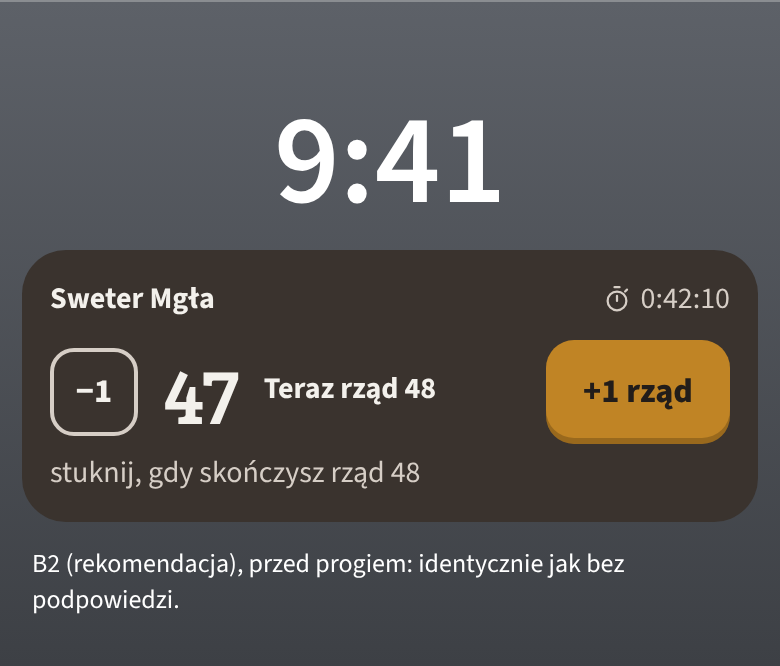 9:41
Sweter Mgła
0:42:10
−1
47
Teraz rząd 48
+1 rząd
stuknij, gdy skończysz rząd 48
B2 (rekomendacja), przed progiem: identycznie jak bez
podpowiedzi.